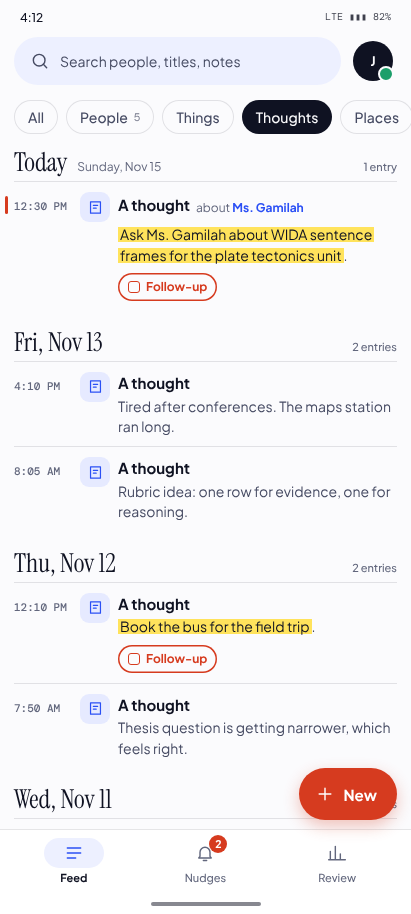 4:12
LTE 82%
Search people, titles, notes
J
All
People 5
Things
Thoughts
Places
Today Sunday, Nov 15 1 entry
12:30 PM A thought about Ms. Gamilah
Ask Ms. Gamilah about WIDA sentence
frames for the plate tectonics unit.
Follow-up
Fri, Nov 13 2 entries
4:10 PM A thought
Tired after conferences. The maps station
ran long.
8:05 AM A thought
Rubric idea: one row for evidence, one for
reasoning.
Thu, Nov 12 2 entries
12:10 PM A thought
Book the bus for the field trip.
Follow-up
7:50 AM A thought
Thesis question is getting narrower, which
feels right.
Wed, Nov 11
New
2
Feed
Nudges
Review